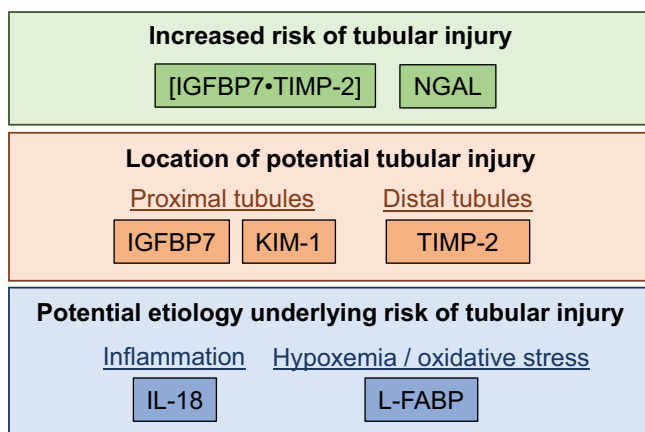 Increased risk of tubular injury
[IGFBP7•TIMP-2] NGAL
Location of potential tubular injury
Proximal tubules Distal tubules
IGFBP7 KIM-1 TIMP-2
Potential etiology underlying risk of tubular injury
Inflammation Hypoxemia / oxidative stress
IL-18 L-FABP